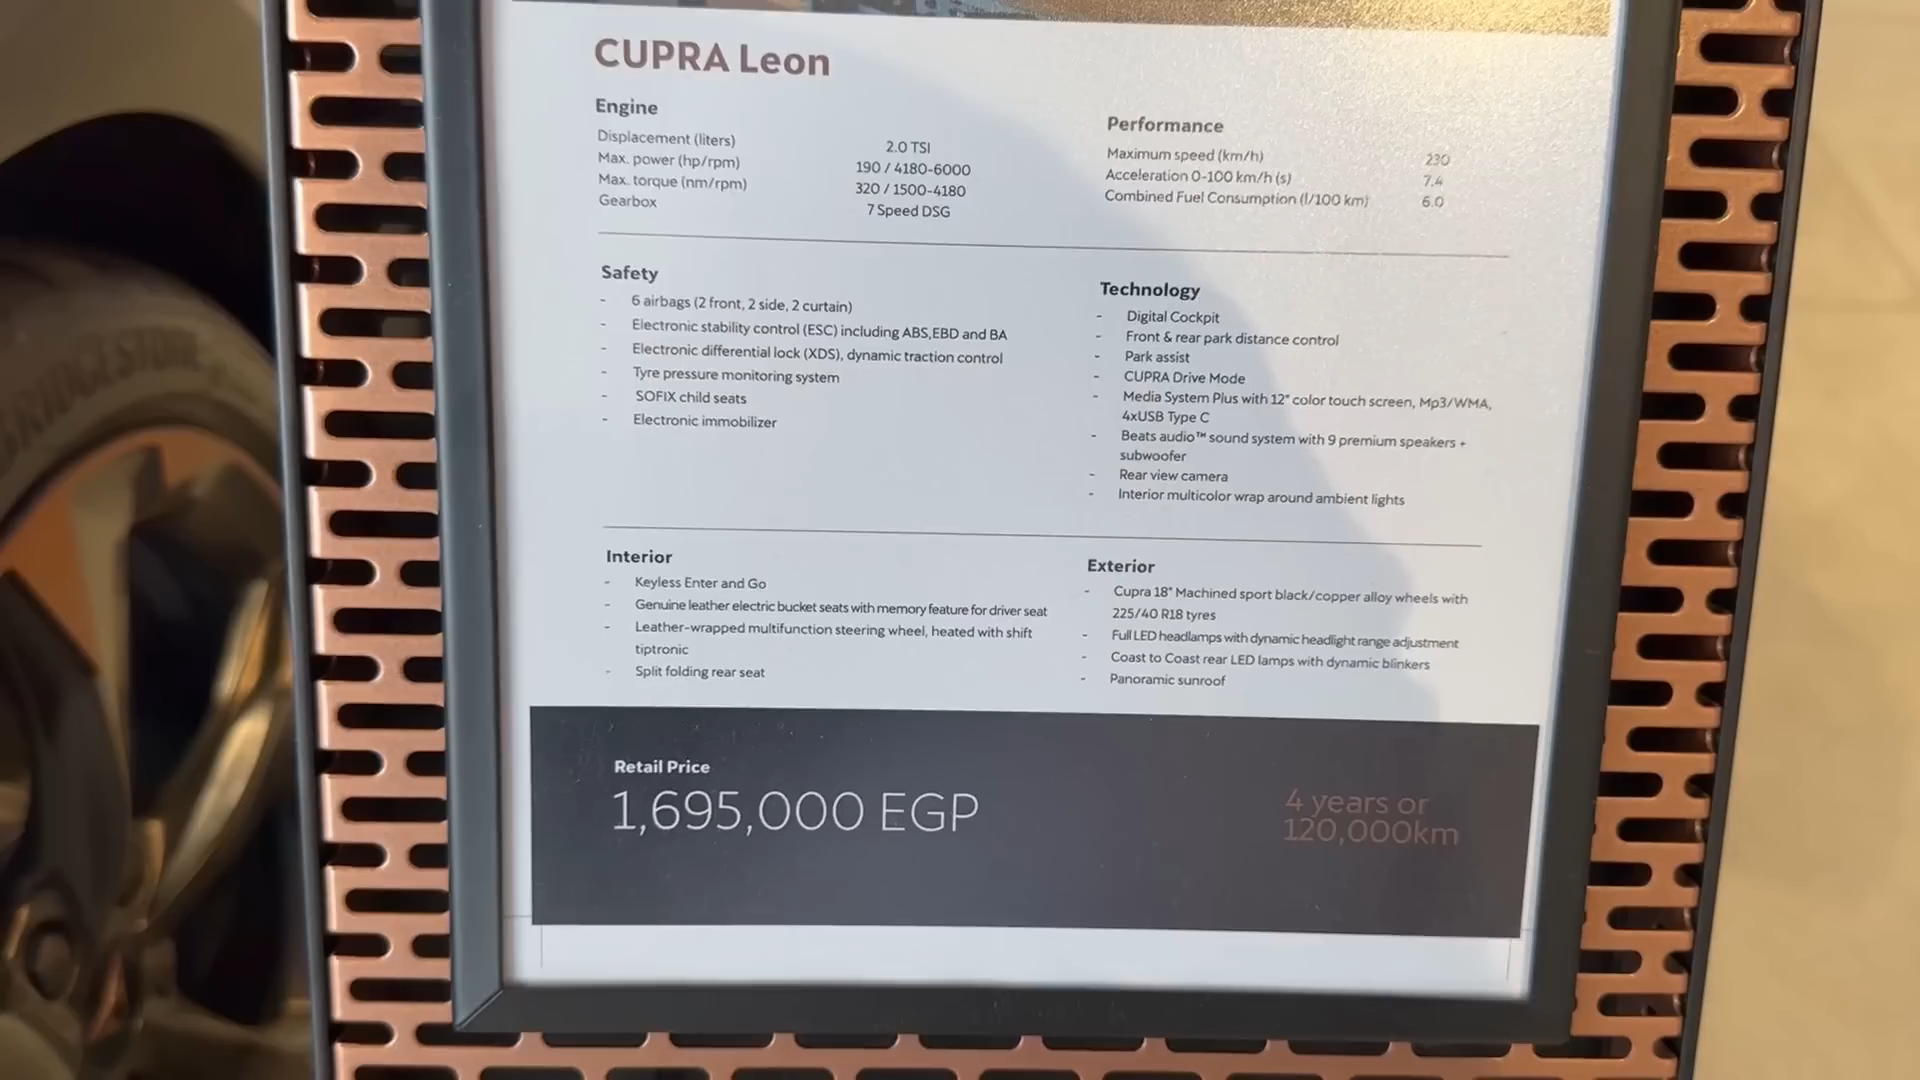 CUPRA Leon
Engine
Displacement (liters) 2.0 TSI
Max. power (hp/rpm) 190 / 4180-6000
Max. torque (nm/rpm) 320 / 1500-4180
Gearbox 7 Speed DSG
Performance
Maximum speed (km/h) 230
Acceleration 0-100 km/h (s) 7.4
Combined Fuel Consumption (l/100 km) 6.0
Safety
- 6 airbags (2 front, 2 side, 2 curtain)
- Electronic stability control (ESC) including ABS,EBD and BA
- Electronic differential lock (XDS), dynamic traction control
- Tyre pressure monitoring system
- SOFIX child seats
- Electronic immobilizer
Technology
- Digital Cockpit
- Front & rear park distance control
- Park assist
- CUPRA Drive Mode
- Media System Plus with 12" color touch screen, Mp3/WMA,
4xUSB Type C
- Beats audio™ sound system with 9 premium speakers +
subwoofer
- Rear view camera
- Interior multicolor wrap around ambient lights
Interior
- Keyless Enter and Go
- Genuine leather electric bucket seats with memory feature for driver seat
- Leather-wrapped multifunction steering wheel, heated with shift
tiptronic
- Split folding rear seat
Exterior
- Cupra 18" Machined sport black/copper alloy wheels with
225/40 R18 tyres
- Full LED headlamps with dynamic headlight range adjustment
- Coast to Coast rear LED lamps with dynamic blinkers
- Panoramic sunroof
Retail Price
1,695,000 EGP
4 years or
120,000km
BRIDGESTONE